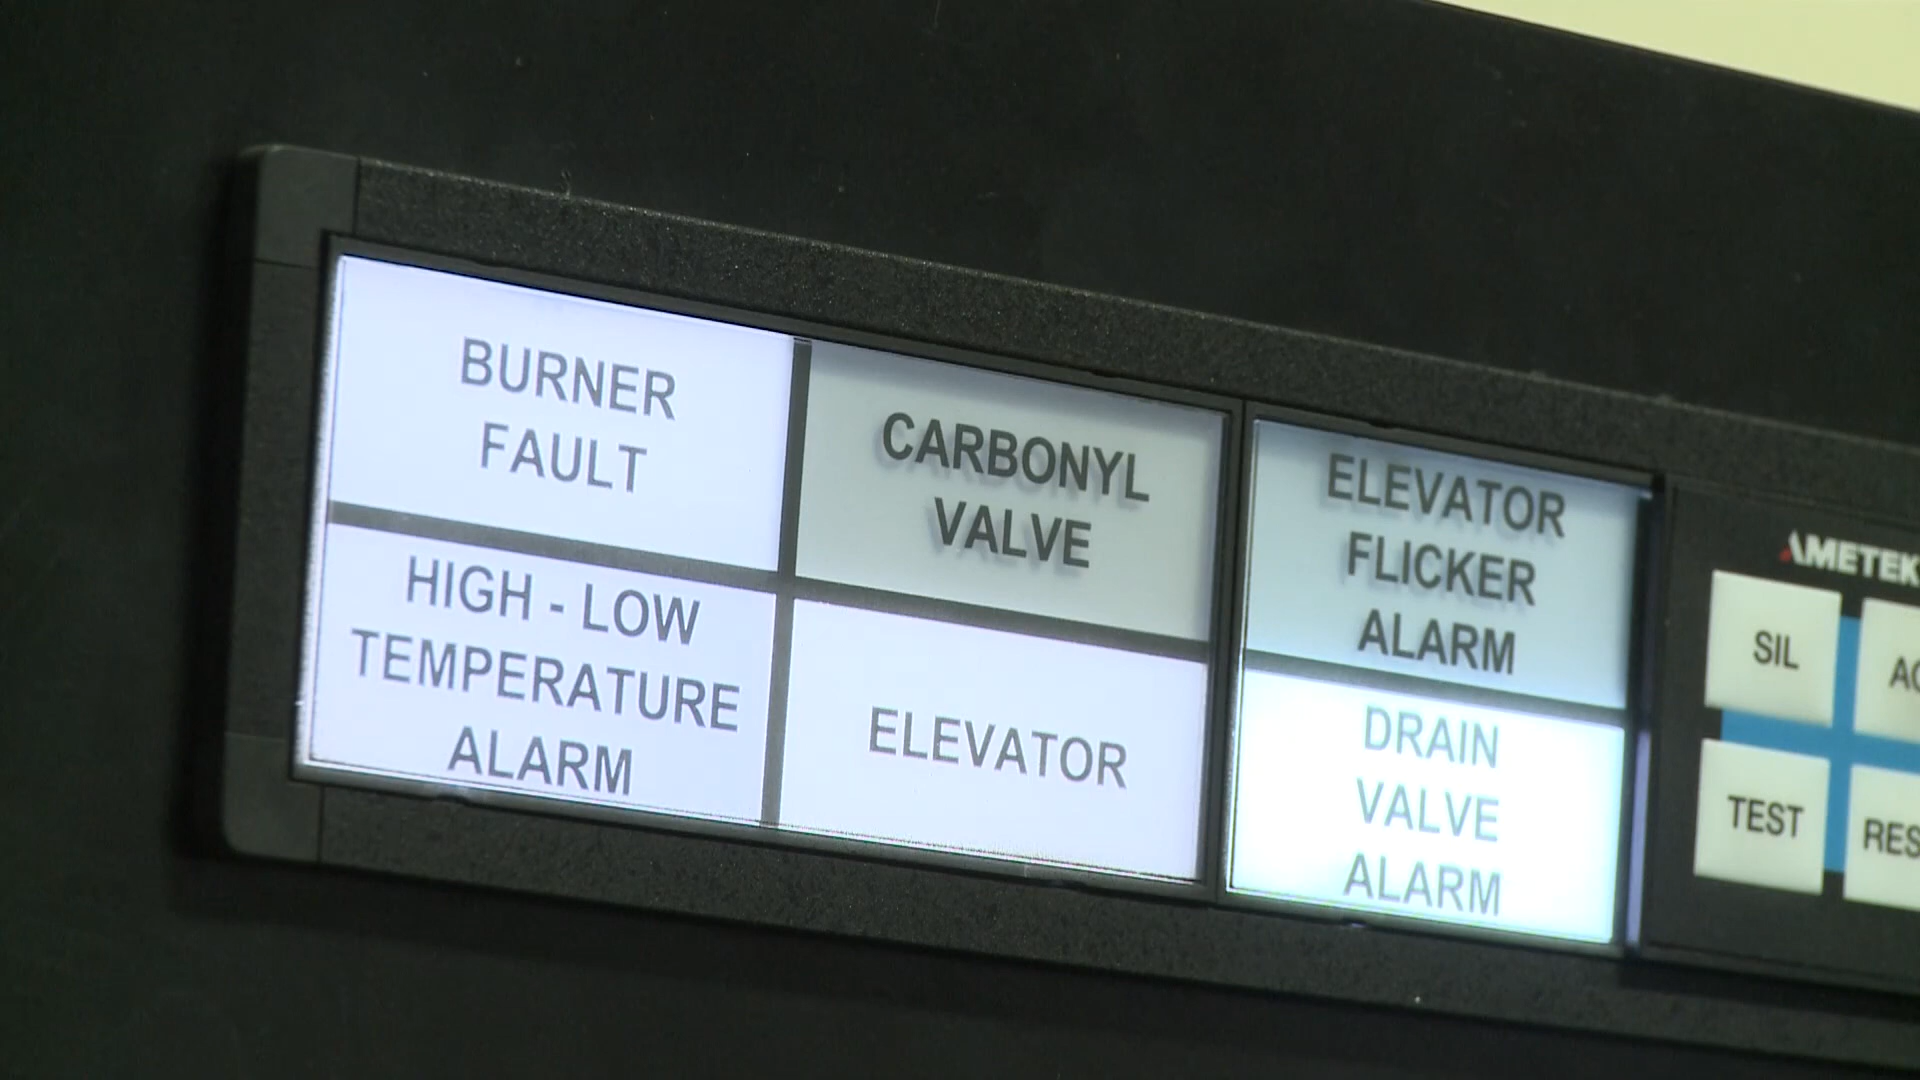 BURNER
FAULT
CARBONYL
VALVE
ELEVATOR
FLICKER
ALARM
HIGH - LOW
TEMPERATURE
ALARM
ELEVATOR
DRAIN
VALVE
ALARM
AMETEK
SIL
TEST